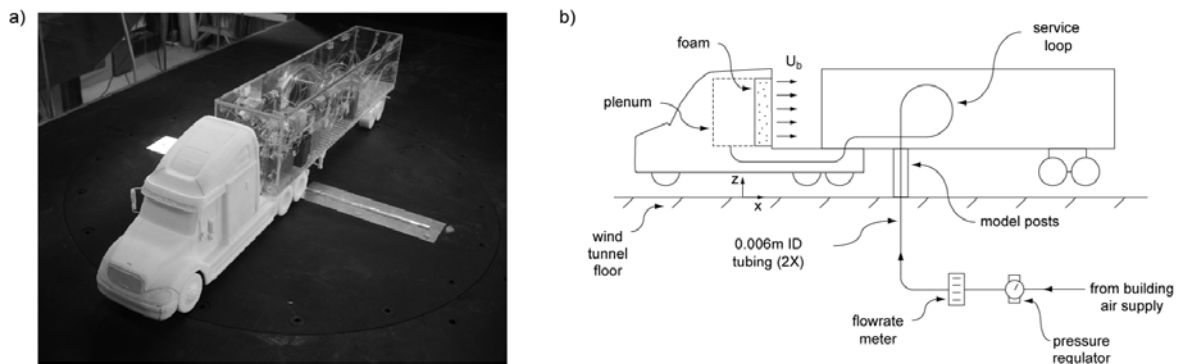 a)
b)
foam
U_b
service
loop
plenum
z
x
wind
tunnel
floor
0.006m ID
tubing (2X)
model posts
flowrate
meter
from building
air supply
pressure
regulator